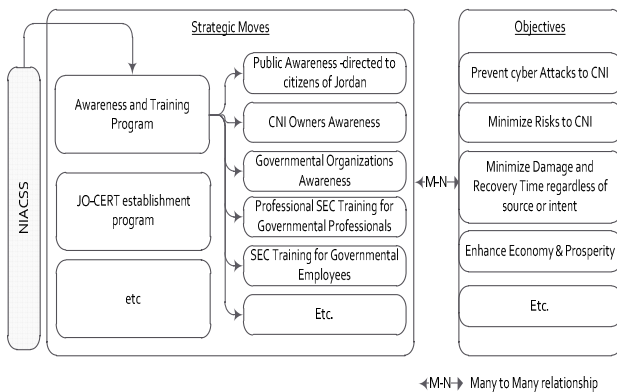 Strategic Moves
Objectives
NIACSS
Awareness and Training
Program
JO-CERT establishment
program
etc
Public Awareness -directed to
citizens of Jordan
CNI Owners Awareness
Governmental Organizations
Awareness
Professional SEC Training for
Governmental Professionals
SEC Training for Governmental
Employees
Etc.
M-N
Prevent cyber Attacks to CNI
Minimize Risks to CNI
Minimize Damage and
Recovery Time regardless of
source or intent
Enhance Economy & Prosperity
Etc.
M-N Many to Many relationship